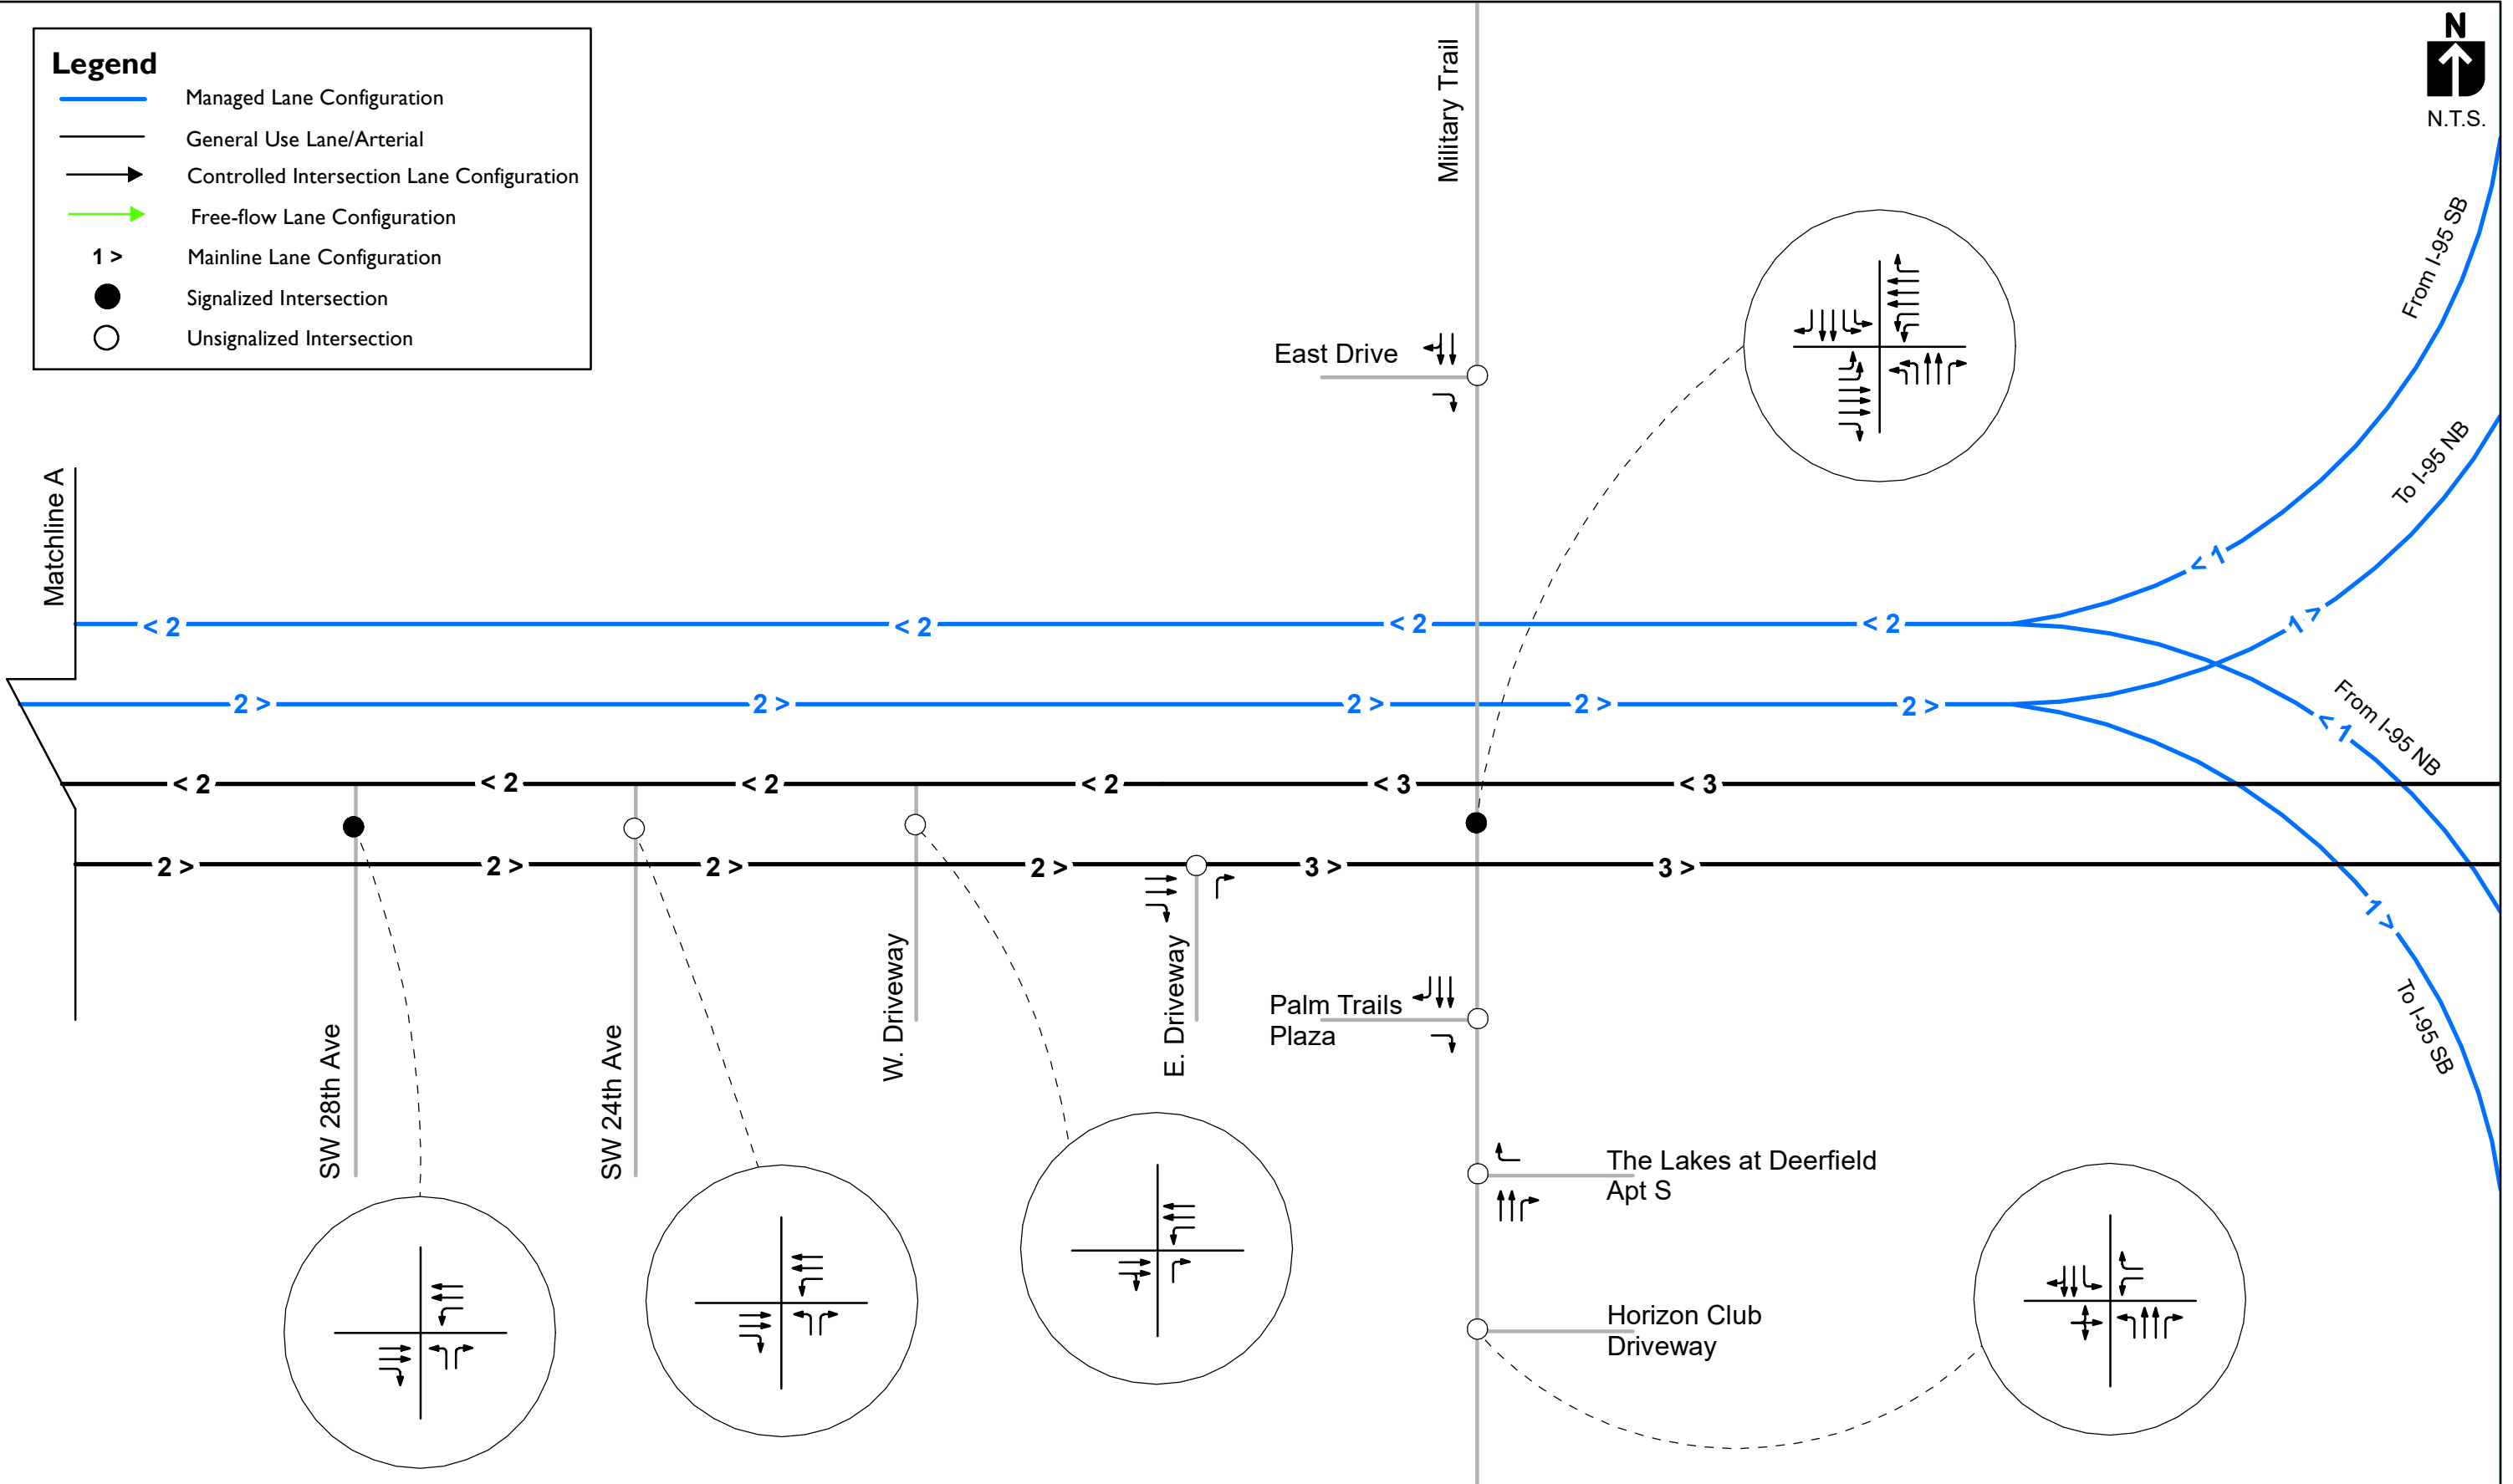 Legend
Managed Lane Configuration
General Use Lane/Arterial
Controlled Intersection Lane Configuration
Free-flow Lane Configuration
1 >
Mainline Lane Configuration
Signalized Intersection
Unsignalized Intersection
Military Trail
N
N.T.S.
From I-95 SB
East Drive
To I-95 NB
Matchline A
< 1
< 2
< 2
< 2
< 2
1 >
2 >
2 >
2 >
2 >
2 >
From I-95 NB
< 1
< 2
< 2
< 2
< 2
< 3
< 3
2 >
2 >
2 >
2 >
3 >
3 >
1 >
SW 28th Ave
SW 24th Ave
W. Driveway
E. Driveway
Palm Trails
Plaza
To I-95 SB
The Lakes at Deerfield
Apt S
Horizon Club
Driveway